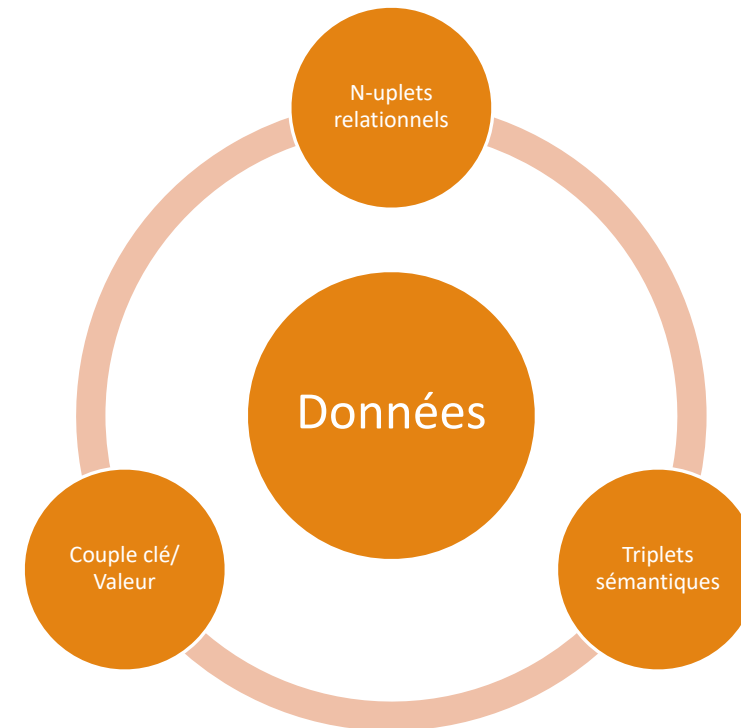 N-uplets
relationnels
Données
Couple clé/
Valeur
Triplets
sémantiques